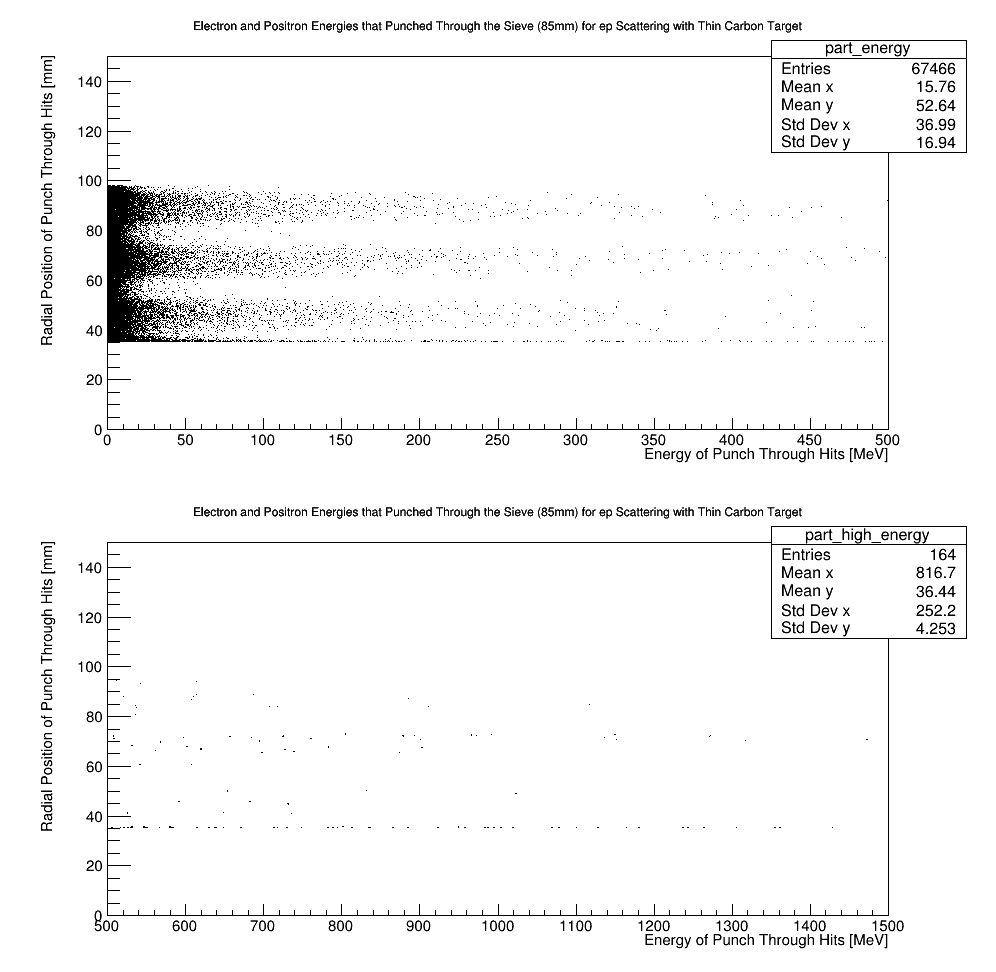 Electron and Positron Energies that Punched Through the Sieve (85mm) for ep Scattering with Thin Carbon Target
part_energy
Entries 67466
Mean x 15.76
Mean y 52.64
Std Dev x 36.99
Std Dev y 16.94
Radial Position of Punch Through Hits [mm]
140
120
100
80
60
40
20
0
0 50 100 150 200 250 300 350 400 450 500
Energy of Punch Through Hits [MeV]
Electron and Positron Energies that Punched Through the Sieve (85mm) for ep Scattering with Thin Carbon Target
part_high_energy
Entries 164
Mean x 816.7
Mean y 36.44
Std Dev x 252.2
Std Dev y 4.253
Radial Position of Punch Through Hits [mm]
140
120
100
80
60
40
20
0
500 600 700 800 900 1000 1100 1200 1300 1400 1500
Energy of Punch Through Hits [MeV]